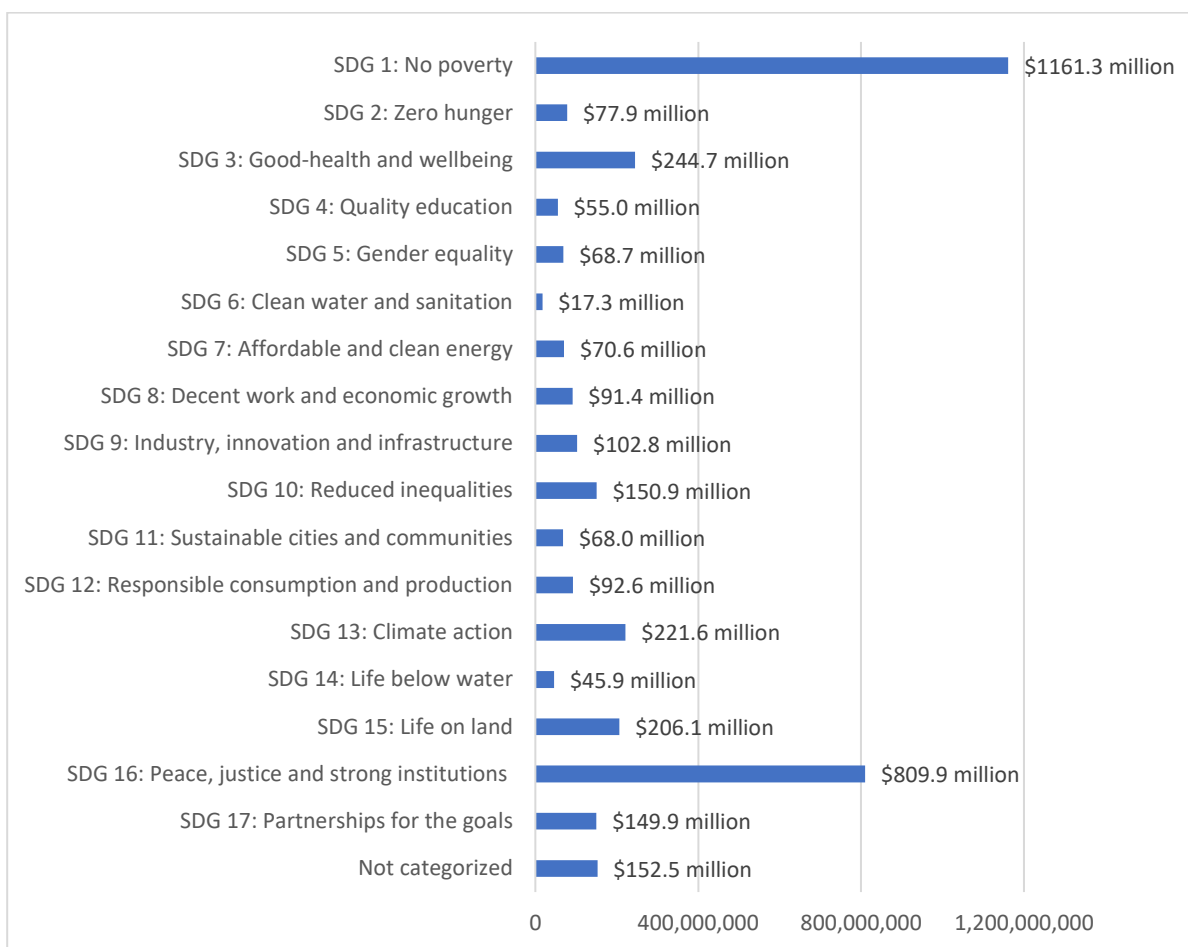 SDG 1: No poverty $1161.3 million
SDG 2: Zero hunger $77.9 million
SDG 3: Good-health and wellbeing $244.7 million
SDG 4: Quality education $55.0 million
SDG 5: Gender equality $68.7 million
SDG 6: Clean water and sanitation $17.3 million
SDG 7: Affordable and clean energy $70.6 million
SDG 8: Decent work and economic growth $91.4 million
SDG 9: Industry, innovation and infrastructure $102.8 million
SDG 10: Reduced inequalities $150.9 million
SDG 11: Sustainable cities and communities $68.0 million
SDG 12: Responsible consumption and production $92.6 million
SDG 13: Climate action $221.6 million
SDG 14: Life below water $45.9 million
SDG 15: Life on land $206.1 million
SDG 16: Peace, justice and strong institutions $809.9 million
SDG 17: Partnerships for the goals $149.9 million
Not categorized $152.5 million
0 400,000,000 800,000,000 1,200,000,000